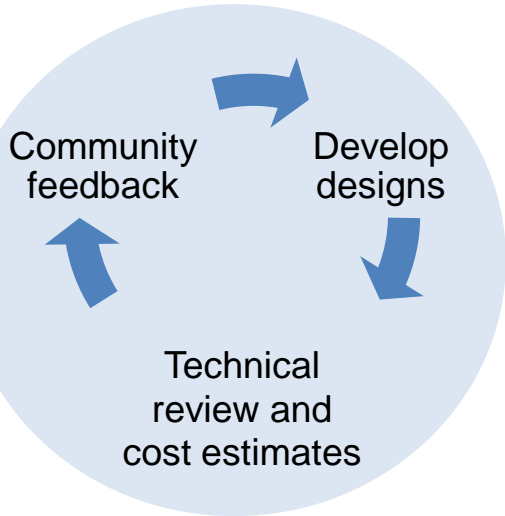 Community
feedback
Develop
designs
Technical
review and
cost estimates